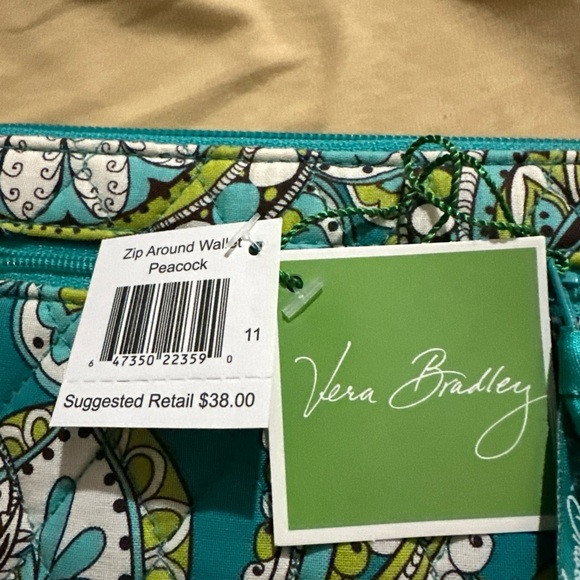 Zip Around Wallet
Peacock
11
6 47350 22359 0
Suggested Retail $38.00
Vera Bradley